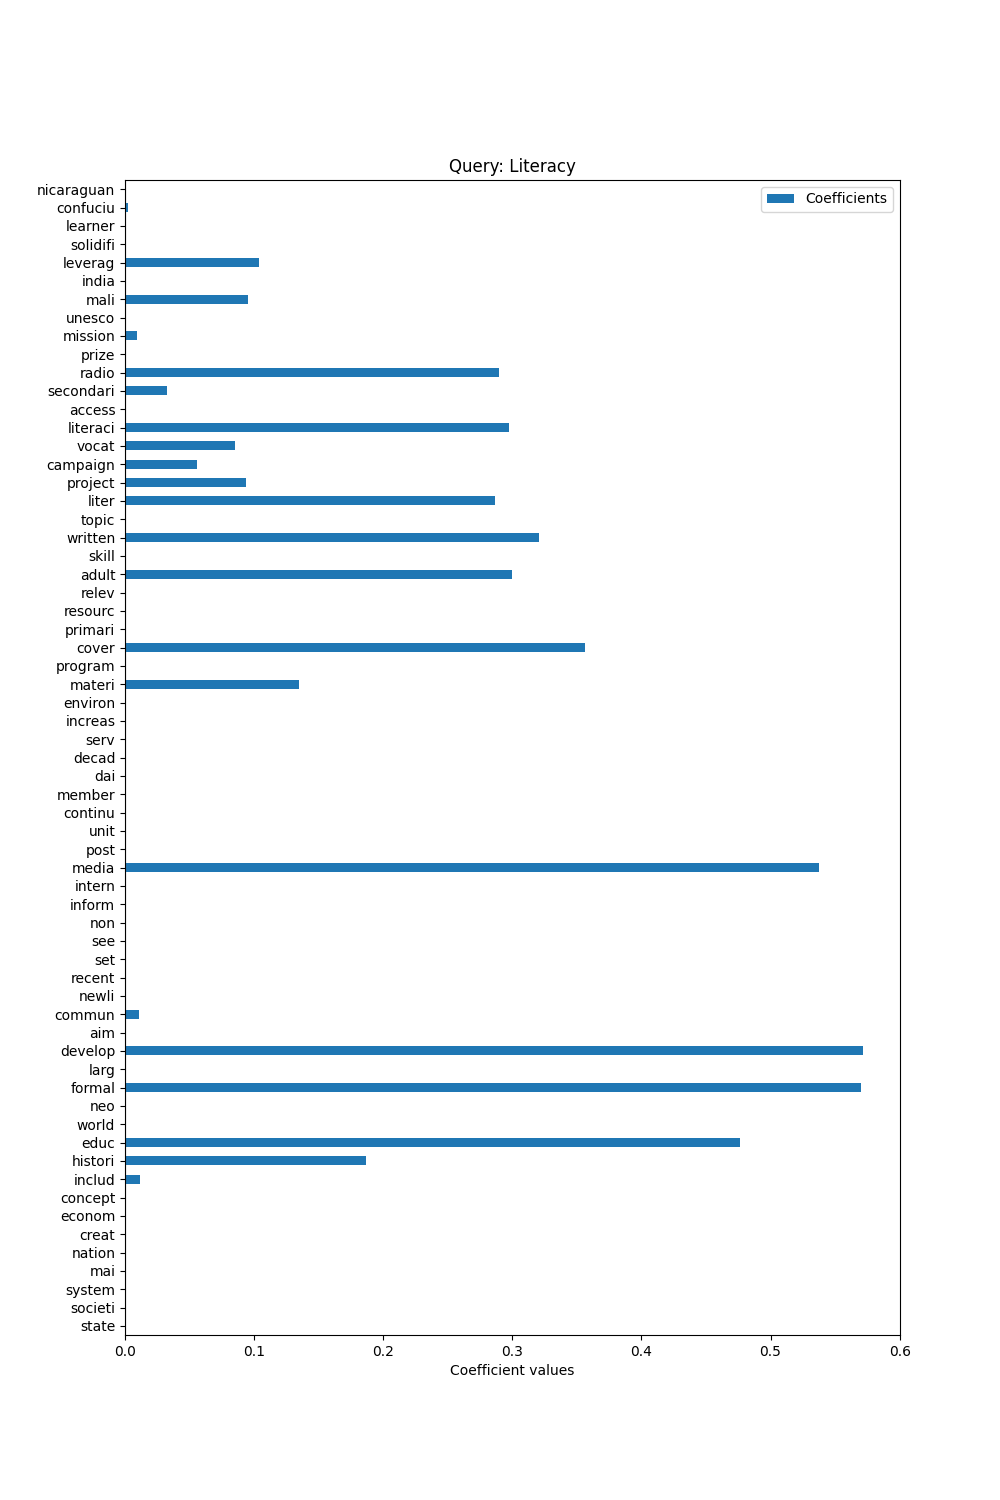 Query: Literacy
Coefficients
nicaraguan
confuciu
learner
solidifi
leverag
india
mali
unesco
mission
prize
radio
secondari
access
literaci
vocat
campaign
project
liter
topic
written
skill
adult
relev
resourc
primari
cover
program
materi
environ
increas
serv
decad
dai
member
continu
unit
post
media
intern
inform
non
see
set
recent
newli
commun
aim
develop
larg
formal
neo
world
educ
histori
includ
concept
econom
creat
nation
mai
system
societi
state
0.0 0.1 0.2 0.3 0.4 0.5 0.6
Coefficient values